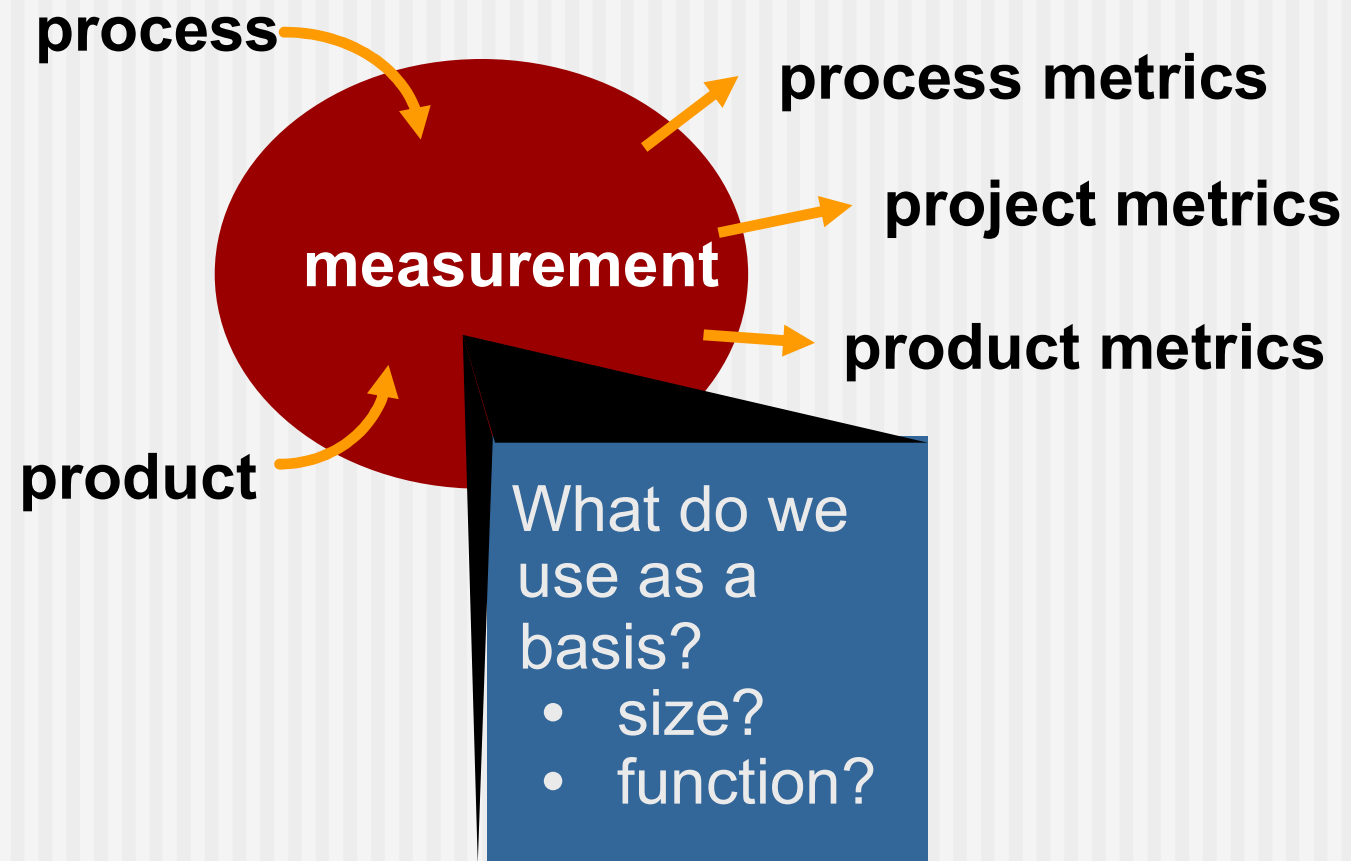 process
process metrics
project metrics
measurement
product metrics
product
What do we
use as a
basis?
• size?
• function?